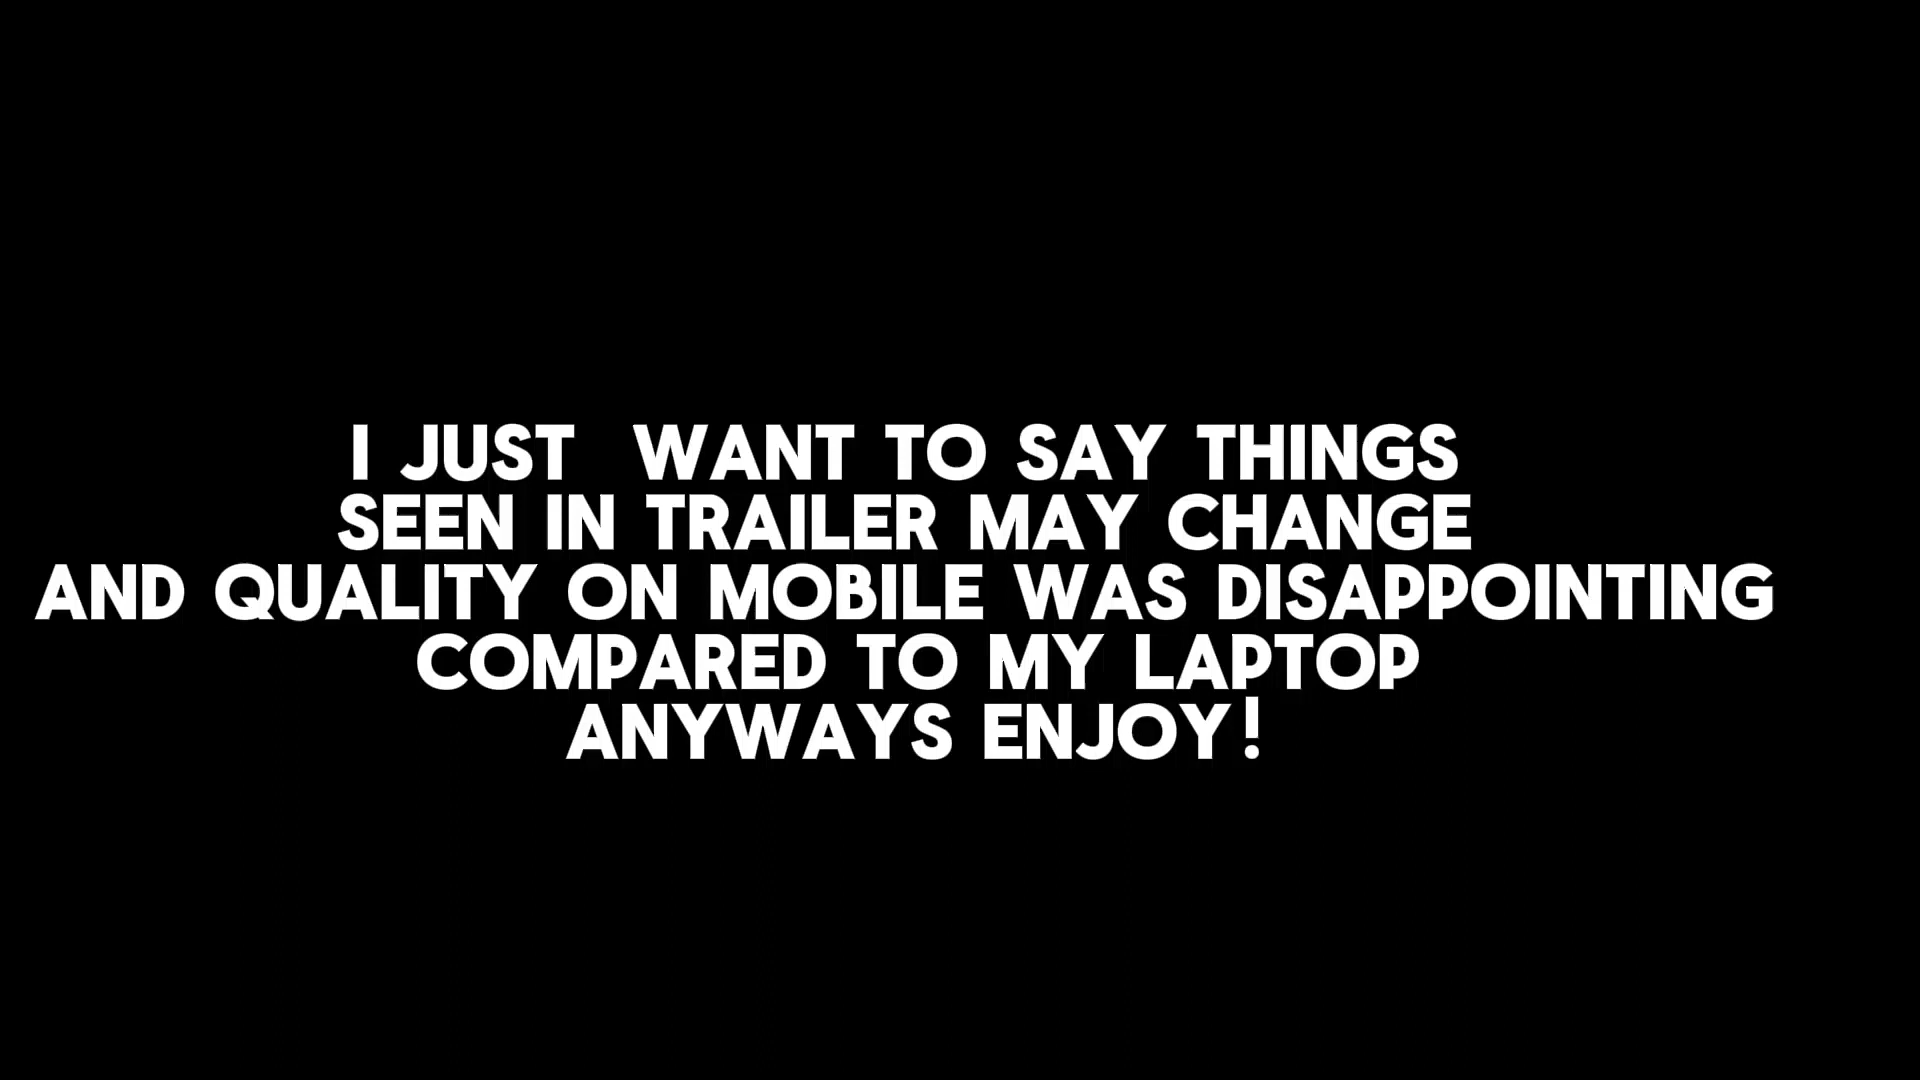 I JUST  WANT TO SAY THINGS
SEEN IN TRAILER MAY CHANGE
AND QUALITY ON MOBILE WAS DISAPPOINTING
COMPARED TO MY LAPTOP
ANYWAYS ENJOY!